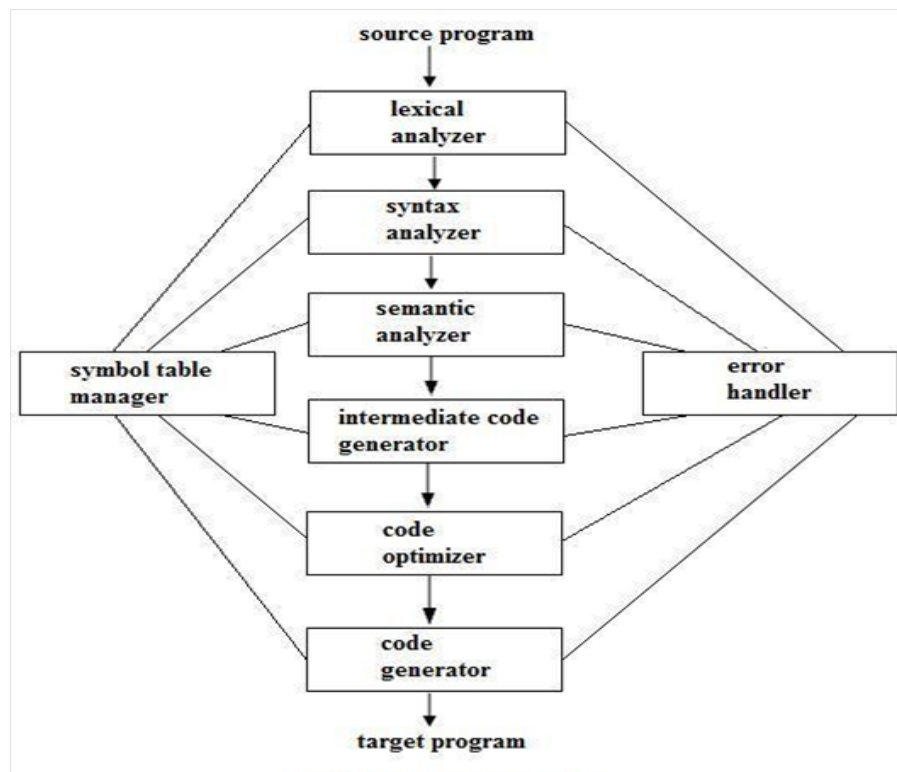 source program
lexical
analyzer
syntax
analyzer
semantic
analyzer
symbol table
manager
error
handler
intermediate code
generator
code
optimizer
code
generator
target program